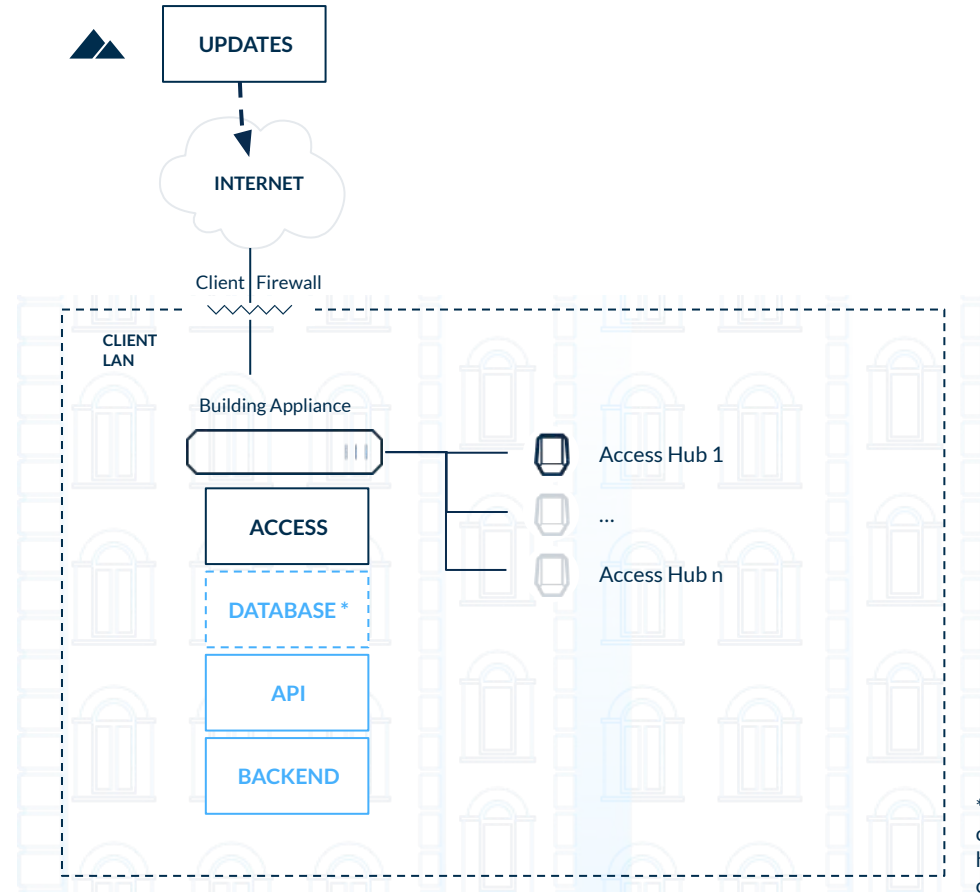 UPDATES
INTERNET
Client Firewall
CLIENT
LAN
Building Appliance
Access Hub 1
ACCESS
...
Access Hub n
DATABASE *
API
BACKEND
*